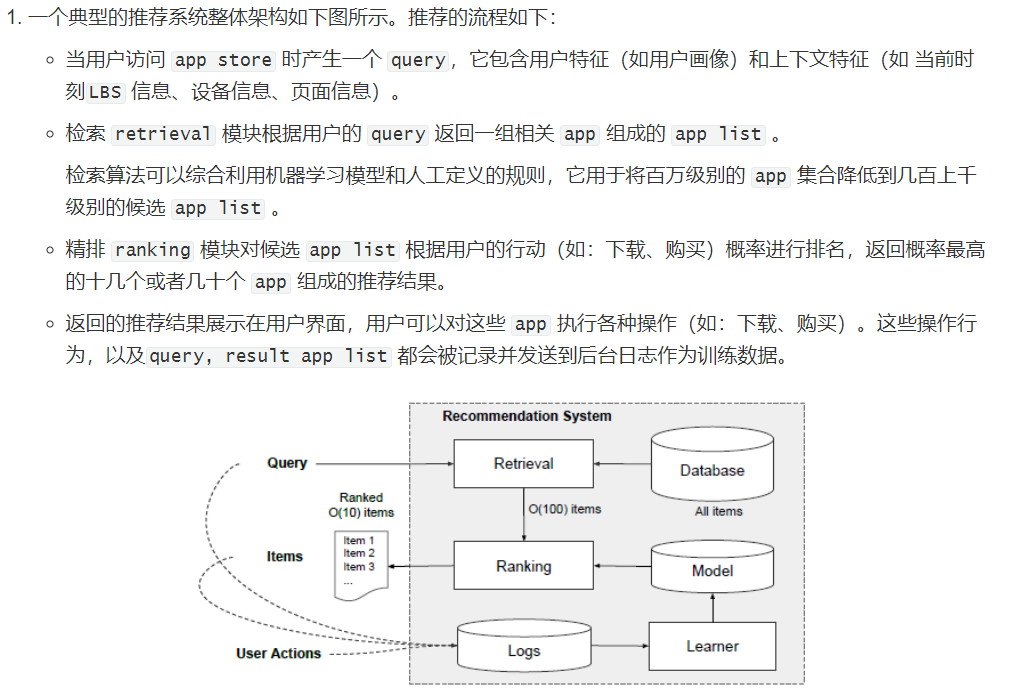 1. 一个典型的推荐系统整体架构如下图所示。推荐的流程如下：
当用户访问 app store 时产生一个 query，它包含用户特征（如用户画像）和上下文特征（如 当前时
刻LBS 信息、设备信息、页面信息）。
检索 retrieval 模块根据用户的 query 返回一组相关 app 组成的 app list 。
检索算法可以综合利用机器学习模型和人工定义的规则，它用于将百万级别的 app 集合降低到几百上千
级别的候选 app list 。
精排 ranking 模块对候选 app list 根据用户的行动（如：下载、购买）概率进行排名，返回概率最高
的十几个或者几十个 app 组成的推荐结果。
返回的推荐结果展示在用户界面，用户可以对这些 app 执行各种操作（如：下载、购买）。这些操作行
为，以及query, result app list 都会被记录并发送到后台日志作为训练数据。
Recommendation System
Query
Retrieval
Database
All items
O(100) items
Ranked
O(10) items
Item 1
Item 2
Item 3
...
Items
Ranking
Model
User Actions
Logs
Learner